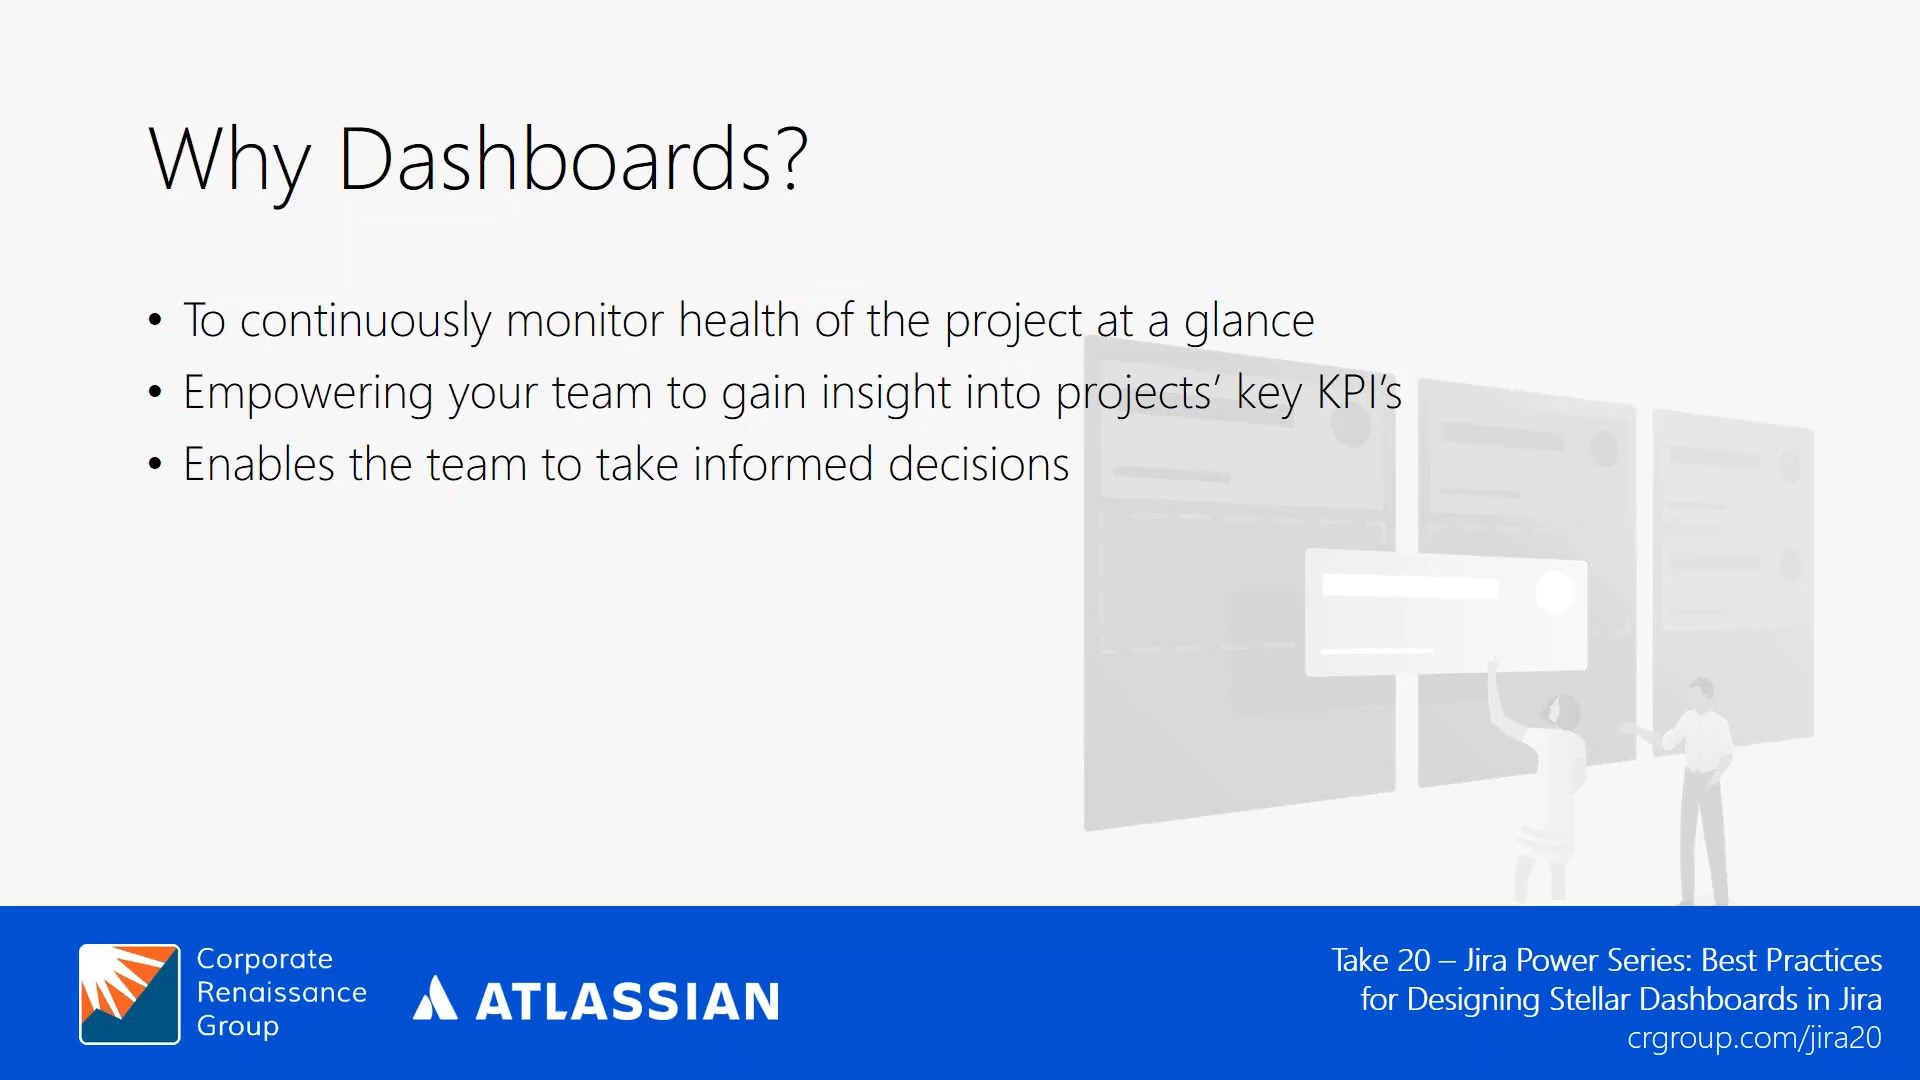 Why Dashboards?
• To continuously monitor health of the project at a glance
• Empowering your team to gain insight into projects’ key KPI’s
• Enables the team to take informed decisions
Corporate
Renaissance
Group
ATLASSIAN
Take 20 – Jira Power Series: Best Practices
for Designing Stellar Dashboards in Jira
crgroup.com/jira20